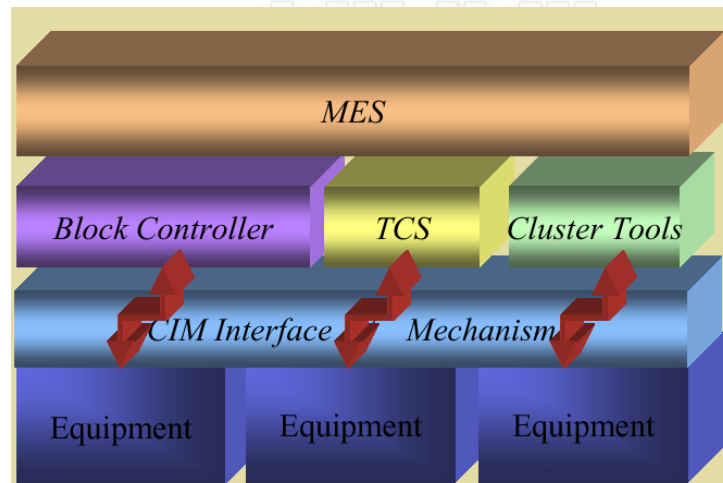 MES
Block Controller
TCS
Cluster Tools
CIM Interface Mechanism
Equipment
Equipment
Equipment